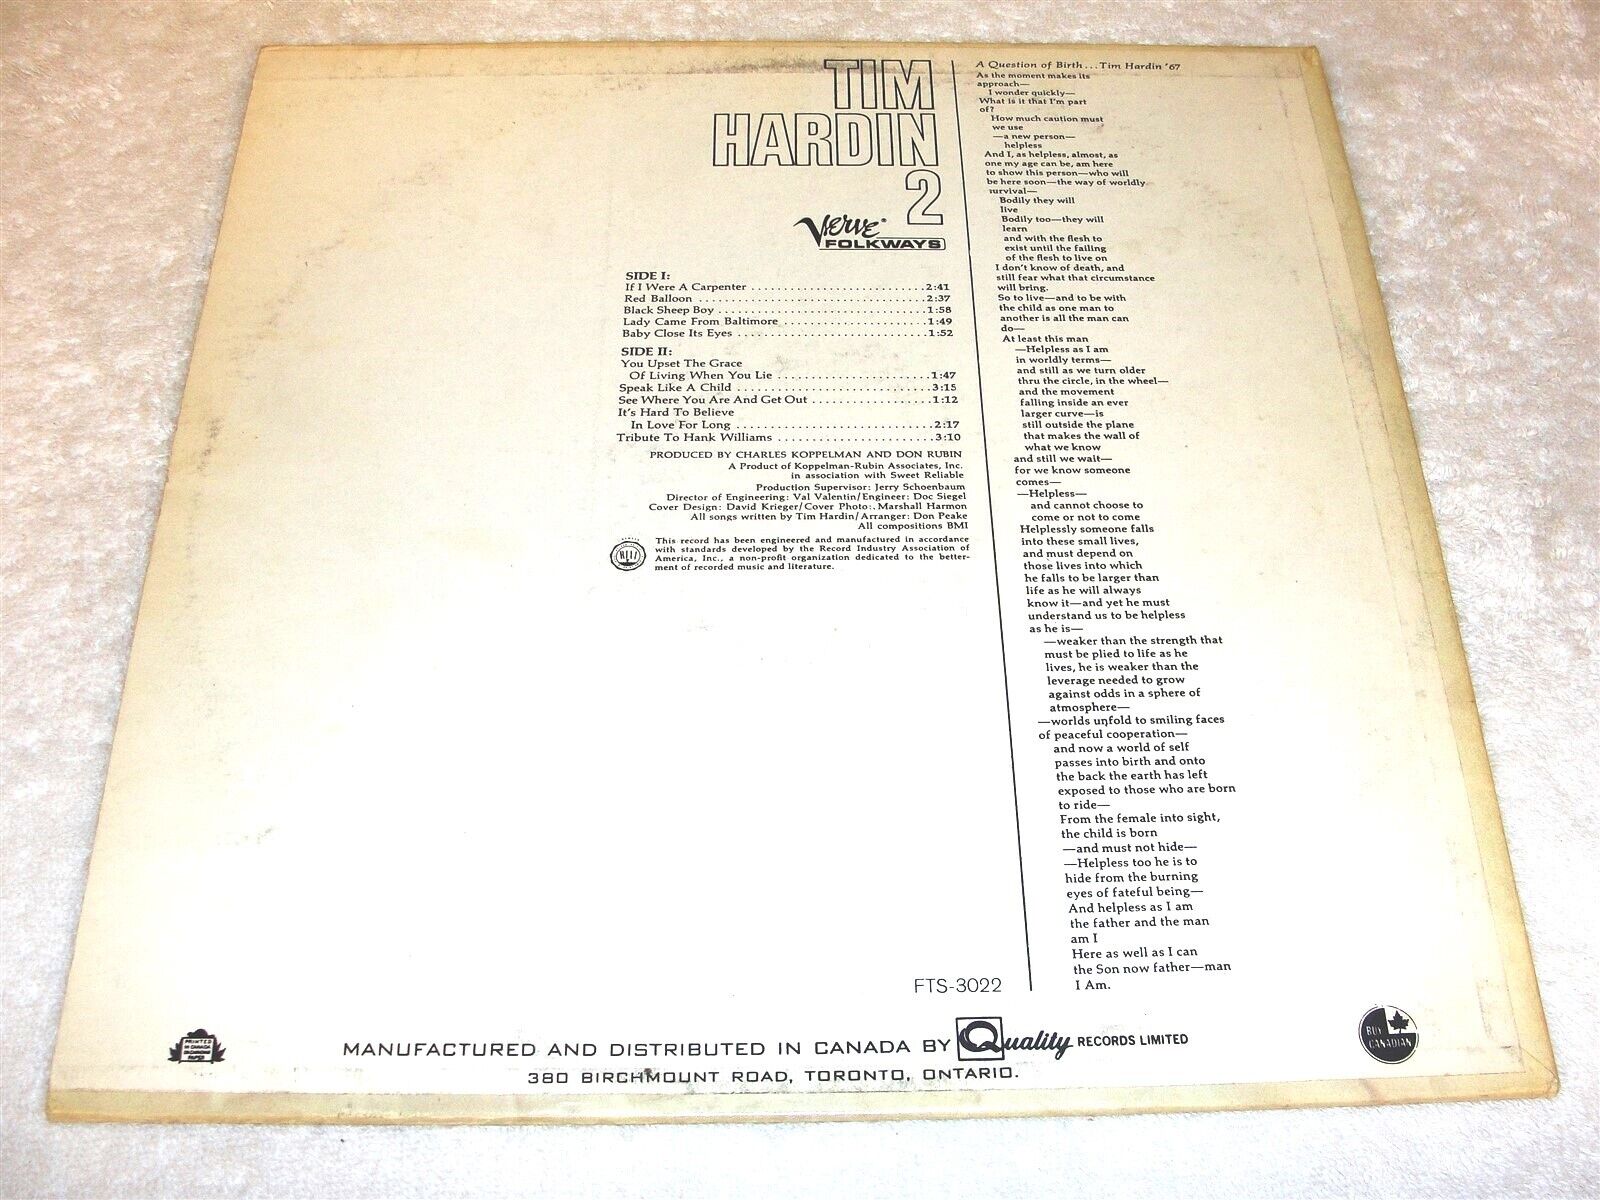 TIM
HARDIN
2
Verve
FOLKWAYS
SIDE I:
If I Were A Carpenter . . . . . . . . . . . . . . . . . . . . . . . . . 2:41
Red Balloon . . . . . . . . . . . . . . . . . . . . . . . . . . . . . . . . . 2:37
Black Sheep Boy . . . . . . . . . . . . . . . . . . . . . . . . . . . . . . 1:58
Lady Came From Baltimore . . . . . . . . . . . . . . . . . . . . 1:49
Baby Close Its Eyes . . . . . . . . . . . . . . . . . . . . . . . . . . . 1:52
SIDE II:
You Upset The Grace
Of Living When You Lie . . . . . . . . . . . . . . . . . . . . . . 1:47
Speak Like A Child . . . . . . . . . . . . . . . . . . . . . . . . . . . . 3:15
See Where You Are And Get Out . . . . . . . . . . . . . . . . . 1:12
It's Hard To Believe
In Love For Long . . . . . . . . . . . . . . . . . . . . . . . . . . . . 2:17
Tribute To Hank Williams . . . . . . . . . . . . . . . . . . . . . . 3:10
PRODUCED BY CHARLES KOPPELMAN AND DON RUBIN
A Product of Koppelman-Rubin Associates, Inc.
in association with Sweet Reliable
Production Supervisor: Jerry Schoenbaum
Director of Engineering: Val Valentin/Engineer: Doc Siegel
Cover Design: David Krieger/Cover Photo:.Marshall Harmon
All songs written by Tim Hardin/Arranger: Don Peake
All compositions BMI
RIAA
This record has been engineered and manufactured in accordance
with standards developed by the Record Industry Association of
America, Inc., a non-profit organization dedicated to the better-
ment of recorded music and literature.
A Question of Birth...Tim Hardin '67
As the moment makes its
approach—
I wonder quickly—
What is it that I'm part
of?
How much caution must
we use
—a new person—
helpless
And I, as helpless, almost, as
one my age can be, am here
to show this person—who will
be here soon—the way of worldly
survival—
Bodily they will
live
Bodily too—they will
learn
and with the flesh to
exist until the failing
of the flesh to live on
I don't know of death, and
still fear what that circumstance
will bring.
So to live—and to be with
the child as one man to
another is all the man can
do—
At least this man
—Helpless as I am
in worldly terms—
and still as we turn older
thru the circle, in the wheel—
and the movement
falling inside an ever
larger curve—is
still outside the plane
that makes the wall of
what we know
and still we wait—
for we know someone
comes—
—Helpless—
and cannot choose to
come or not to come
Helplessly someone falls
into these small lives,
and must depend on
those lives into which
he falls to be larger than
life as he will always
know it—and yet he must
understand us to be helpless
as he is—
—weaker than the strength that
must be plied to life as he
lives, he is weaker than the
leverage needed to grow
against odds in a sphere of
atmosphere—
—worlds unfold to smiling faces
of peaceful cooperation—
and now a world of self
passes into birth and onto
the back the earth has left
exposed to those who are born
to ride—
From the female into sight,
the child is born
—and must not hide—
—Helpless too he is to
hide from the burning
eyes of fateful being—
And helpless as I am
the father and the man
am I
Here as well as I can
the Son now father—man
I Am.
FTS-3022
PRINTED
IN CANADA
ON CANADIAN
PAPER
MANUFACTURED AND DISTRIBUTED IN CANADA BY Quality RECORDS LIMITED
380 BIRCHMOUNT ROAD, TORONTO, ONTARIO.
BUY
CANADIAN